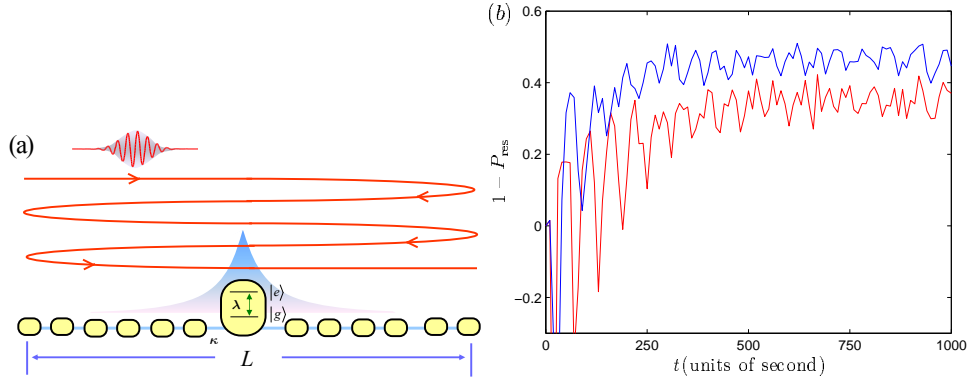 (a)
|e⟩
λ
|g⟩
κ
L
(b)
0.6
0.4
0.2
0
−0.2
1 − P_res
0
250
500
750
1000
t(units of second)